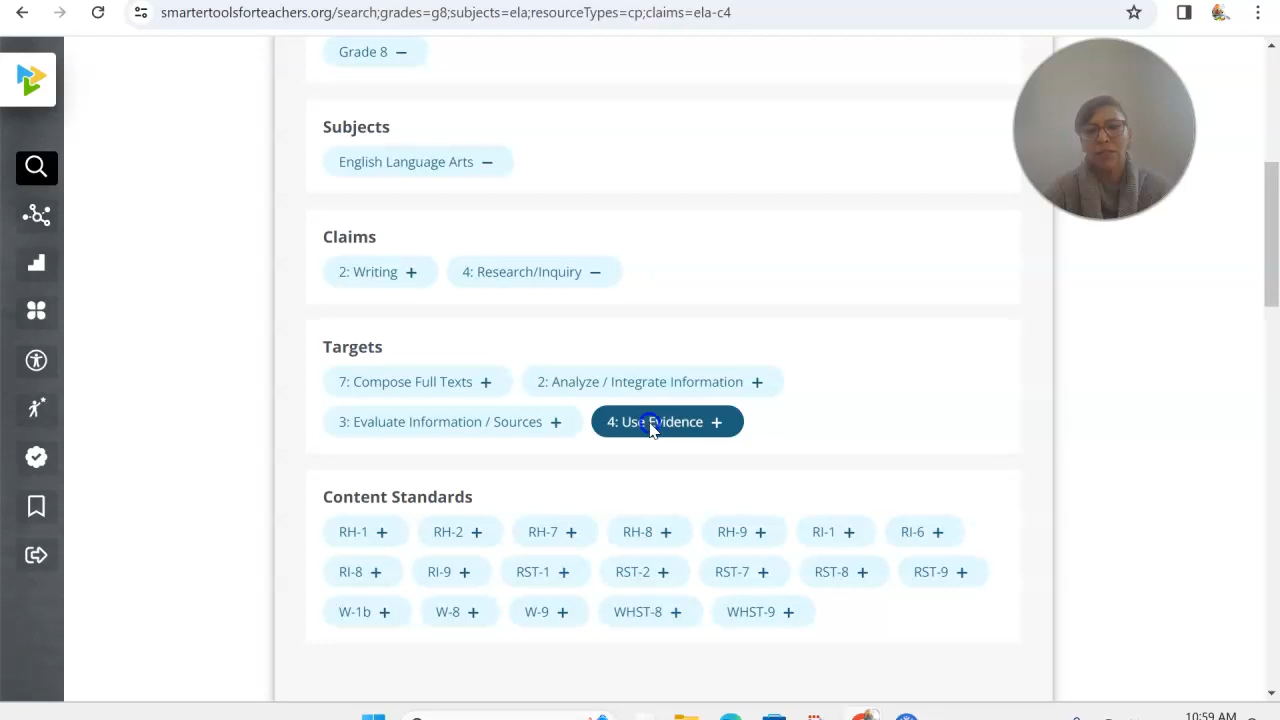 smartertoolsforteachers.org/search;grades=g8;subjects=ela;resourceTypes=cp;claims=ela-c4
Grade 8 −
Subjects
English Language Arts −
Claims
2: Writing + 4: Research/Inquiry −
Targets
7: Compose Full Texts + 2: Analyze / Integrate Information +
3: Evaluate Information / Sources + 4: Use Evidence +
Content Standards
RH-1 + RH-2 + RH-7 + RH-8 + RH-9 + RI-1 + RI-6 +
RI-8 + RI-9 + RST-1 + RST-2 + RST-7 + RST-8 + RST-9 +
W-1b + W-8 + W-9 + WHST-8 + WHST-9 +
10:59 AM